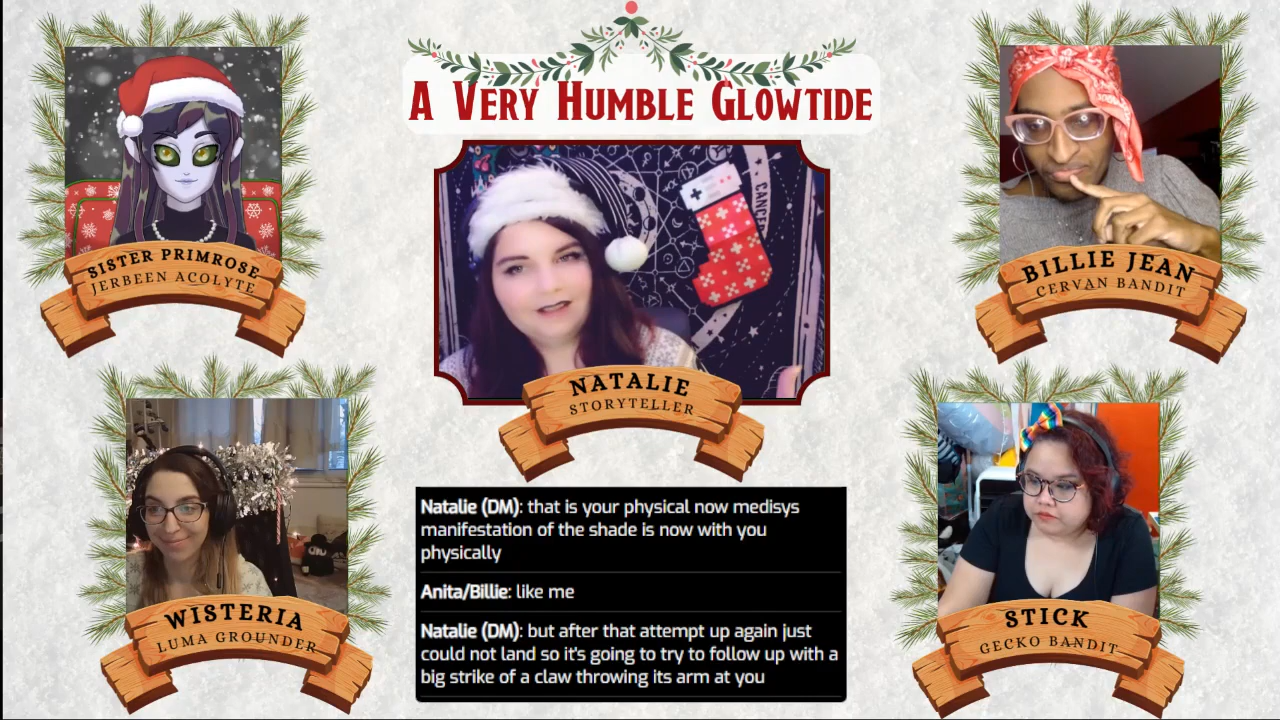 A VERY HUMBLE GLOWTIDE
CANCER
SISTER PRIMROSE
JERBEEN ACOLYTE
BILLIE JEAN
CERVAN BANDIT
NATALIE
STORYTELLER
WISTERIA
LUMA GROUNDER
STICK
GECKO BANDIT
Natalie (DM): that is your physical now medisys
manifestation of the shade is now with you
physically
Anita/Billie: like me
Natalie (DM): but after that attempt up again just
could not land so it's going to try to follow up with a
big strike of a claw throwing its arm at you